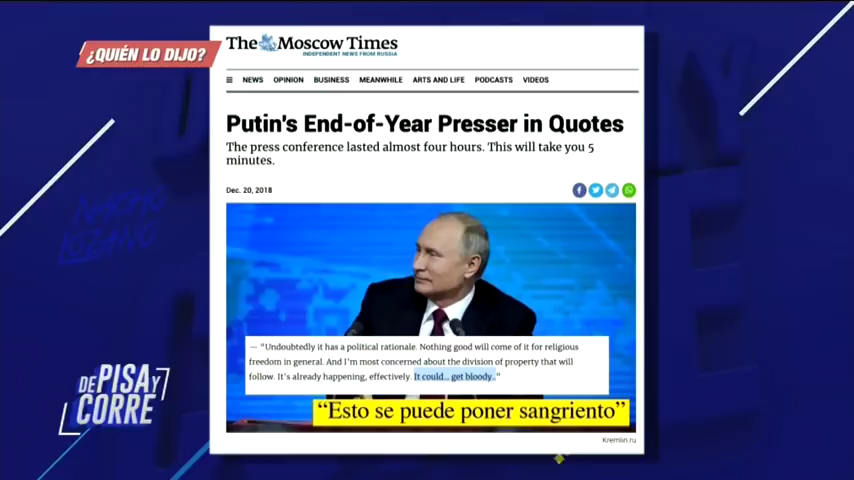 ¿QUIÉN LO DIJO?
The Moscow Times
INDEPENDENT NEWS FROM RUSSIA
NEWS OPINION BUSINESS MEANWHILE ARTS AND LIFE PODCASTS VIDEOS
Putin's End-of-Year Presser in Quotes
The press conference lasted almost four hours. This will take you 5
minutes.
Dec. 20, 2018
NACHO
LOZANO
— "Undoubtedly it has a political rationale. Nothing good will come of it for religious
freedom in general. And I'm most concerned about the division of property that will
follow. It's already happening, effectively. It could... get bloody.."
“Esto se puede poner sangriento”
DE PISA Y
CORRE
Kremlin.ru